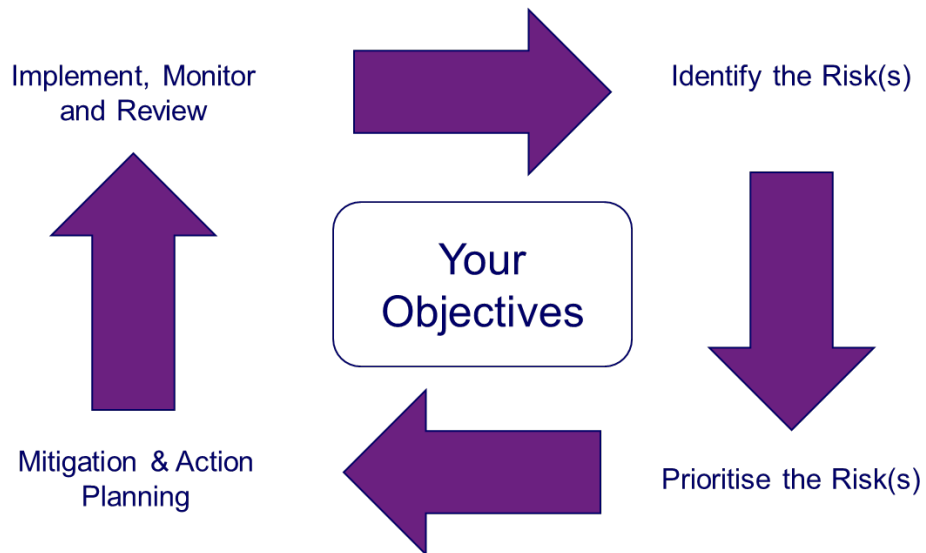 Implement, Monitor
and Review
Identify the Risk(s)
Your
Objectives
Mitigation & Action
Planning
Prioritise the Risk(s)